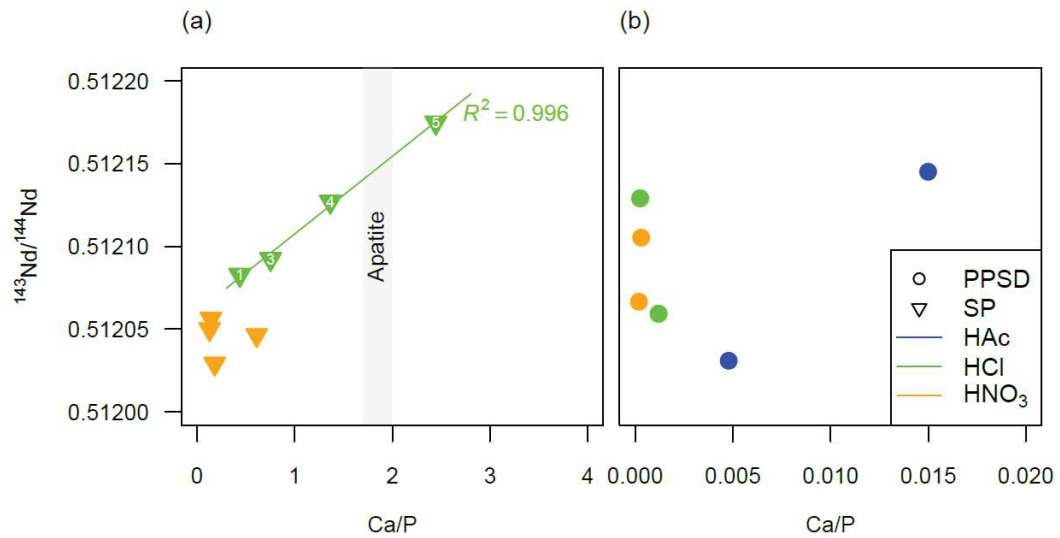 (a)
(b)
0.51220
0.51215
0.51210
0.51205
0.51200
¹⁴³Nd/¹⁴⁴Nd
R² = 0.996
5
4
3
1
Apatite
0 1 2 3 4
Ca/P
PPSD
SP
HAc
HCl
HNO₃
0.000 0.005 0.010 0.015 0.020
Ca/P